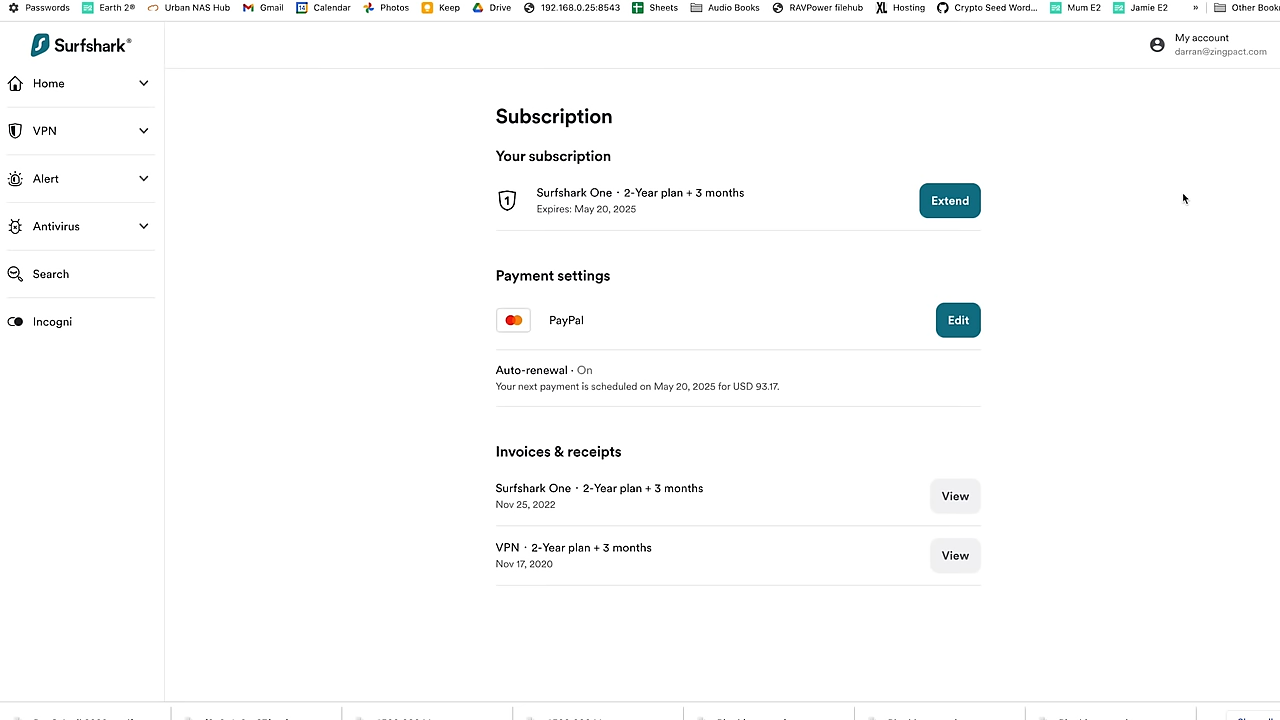 Passwords Earth 2® Urban NAS Hub Gmail Calendar Photos Keep Drive 192.168.0.25:8543 Sheets Audio Books RAVPower filehub Hosting Crypto Seed Word... Mum E2 Jamie E2 » Other Book
Surfshark®
My account
darran@zingpact.com
Home
VPN
Alert
Antivirus
Search
Incogni
Subscription
Your subscription
Surfshark One · 2-Year plan + 3 months
Expires: May 20, 2025
Extend
Payment settings
PayPal
Edit
Auto-renewal · On
Your next payment is scheduled on May 20, 2025 for USD 93.17.
Invoices & receipts
Surfshark One · 2-Year plan + 3 months
Nov 25, 2022
View
VPN · 2-Year plan + 3 months
Nov 17, 2020
View